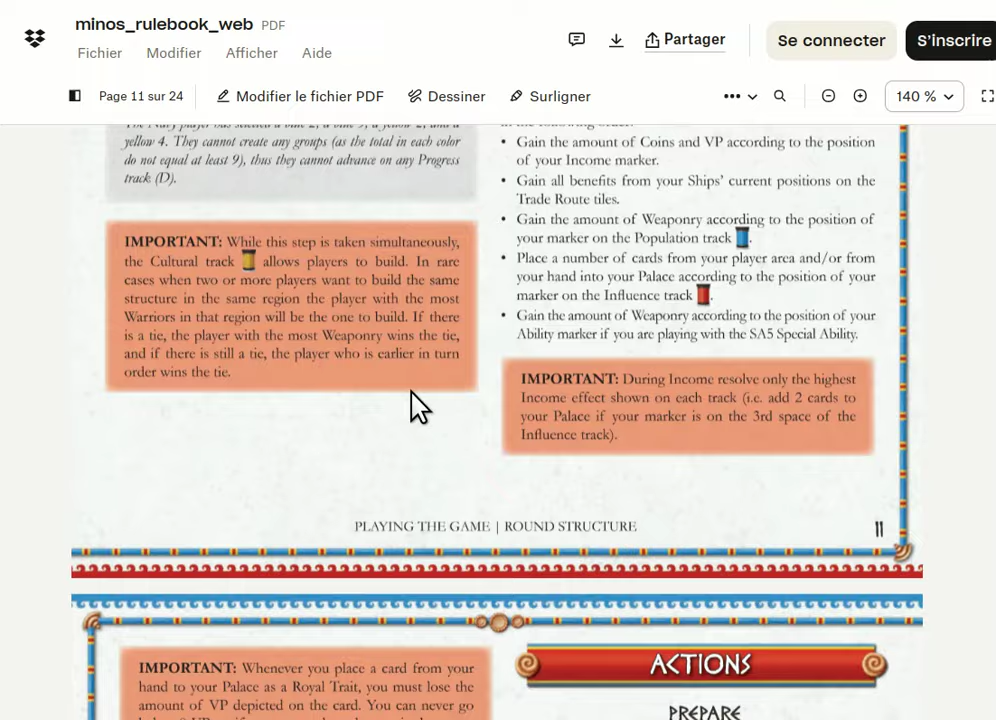 minos_rulebook_web PDF
Fichier Modifier Afficher Aide
Partager
Se connecter
S'inscrire
Page 11 sur 24
Modifier le fichier PDF
Dessiner
Surligner
140 %
yellow 4. They cannot create any groups (as the total in each color
do not equal at least 9), thus they cannot advance on any Progress
track (D).
IMPORTANT: While this step is taken simultaneously,
the Cultural track allows players to build. In rare
cases when two or more players want to build the same
structure in the same region the player with the most
Warriors in that region will be the one to build. If there
is a tie, the player with the most Weaponry wins the tie,
and if there is still a tie, the player who is earlier in turn
order wins the tie.
• Gain the amount of Coins and VP according to the position
of your Income marker.
• Gain all benefits from your Ships' current positions on the
Trade Route tiles.
• Gain the amount of Weaponry according to the position of
your marker on the Population track.
• Place a number of cards from your player area and/or from
your hand into your Palace according to the position of your
marker on the Influence track.
• Gain the amount of Weaponry according to the position of your
Ability marker if you are playing with the SA5 Special Ability.
IMPORTANT: During Income resolve only the highest
Income effect shown on each track (i.e. add 2 cards to
your Palace if your marker is on the 3rd space of the
Influence track).
PLAYING THE GAME | ROUND STRUCTURE
11
IMPORTANT: Whenever you place a card from your
hand to your Palace as a Royal Trait, you must lose the
amount of VP depicted on the card. You can never go
ACTIONS
PREPARE